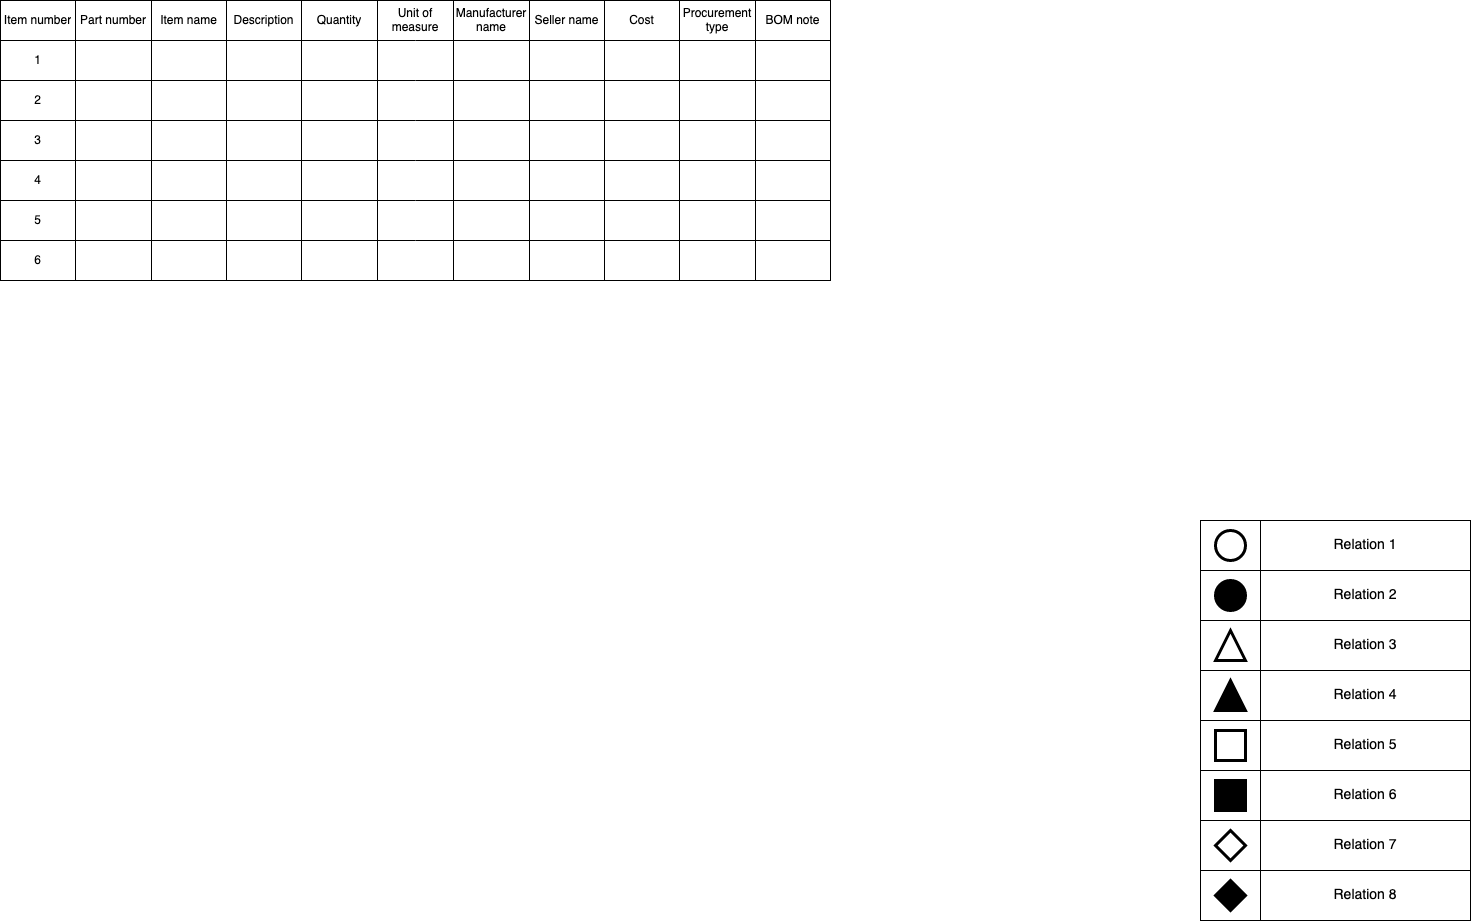 Item number Part number Item name Description Quantity Unit of measure Manufacturer name Seller name Cost Procurement type BOM note
1
2
3
4
5
6
Relation 1
Relation 2
Relation 3
Relation 4
Relation 5
Relation 6
Relation 7
Relation 8